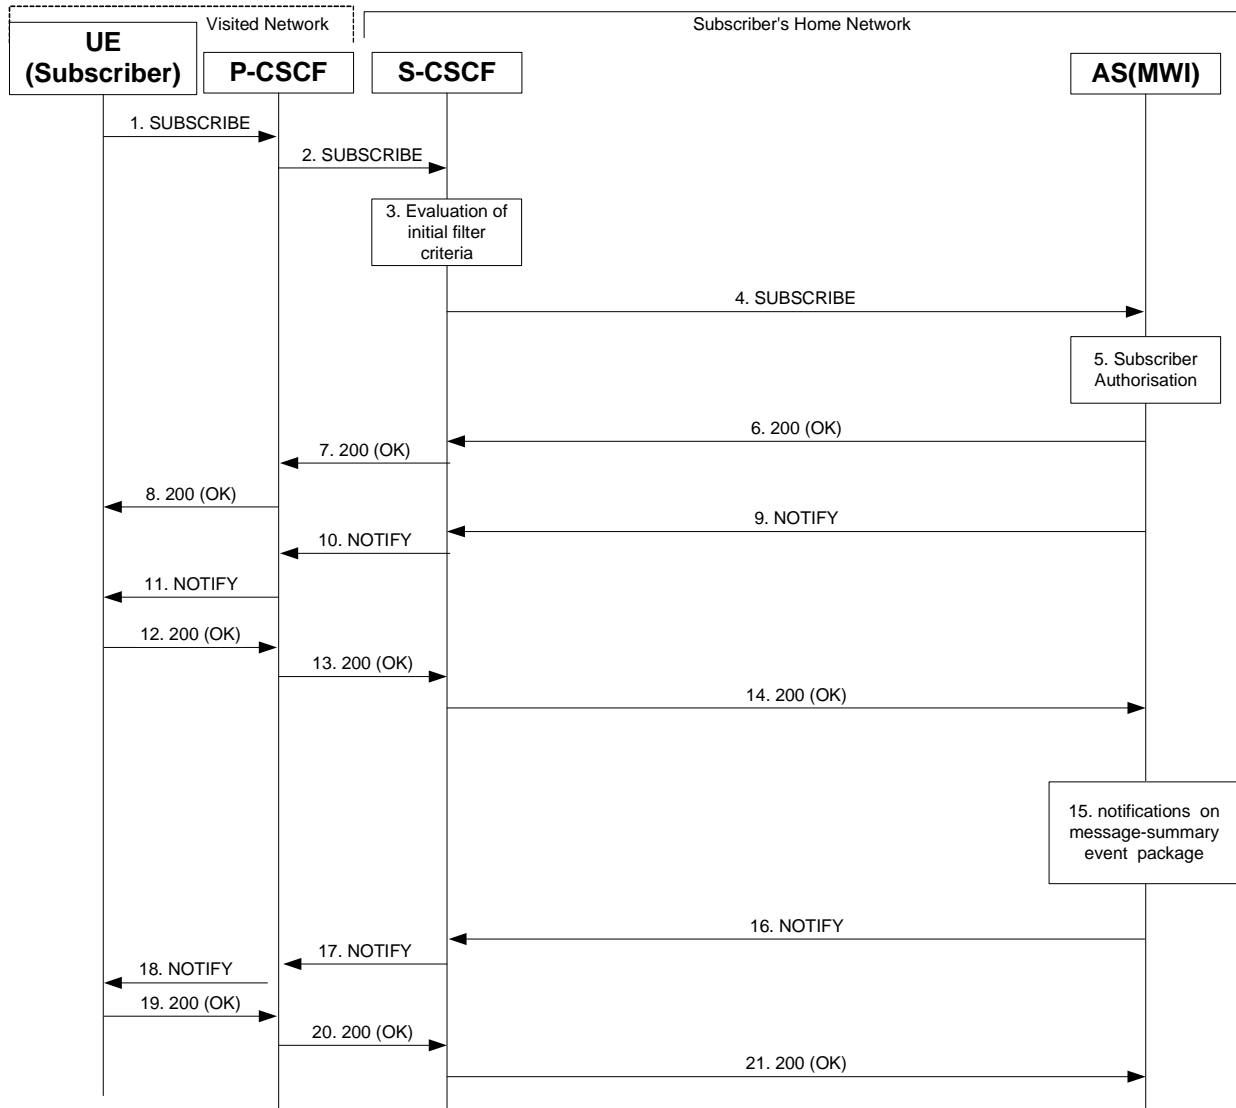 Visited Network
Subscriber's Home Network
UE
(Subscriber)
P-CSCF
S-CSCF
AS(MWI)
1. SUBSCRIBE
2. SUBSCRIBE
3. Evaluation of
initial filter
criteria
4. SUBSCRIBE
5. Subscriber
Authorisation
6. 200 (OK)
7. 200 (OK)
8. 200 (OK)
9. NOTIFY
10. NOTIFY
11. NOTIFY
12. 200 (OK)
13. 200 (OK)
14. 200 (OK)
15. notifications on
message-summary
event package
16. NOTIFY
17. NOTIFY
18. NOTIFY
19. 200 (OK)
20. 200 (OK)
21. 200 (OK)